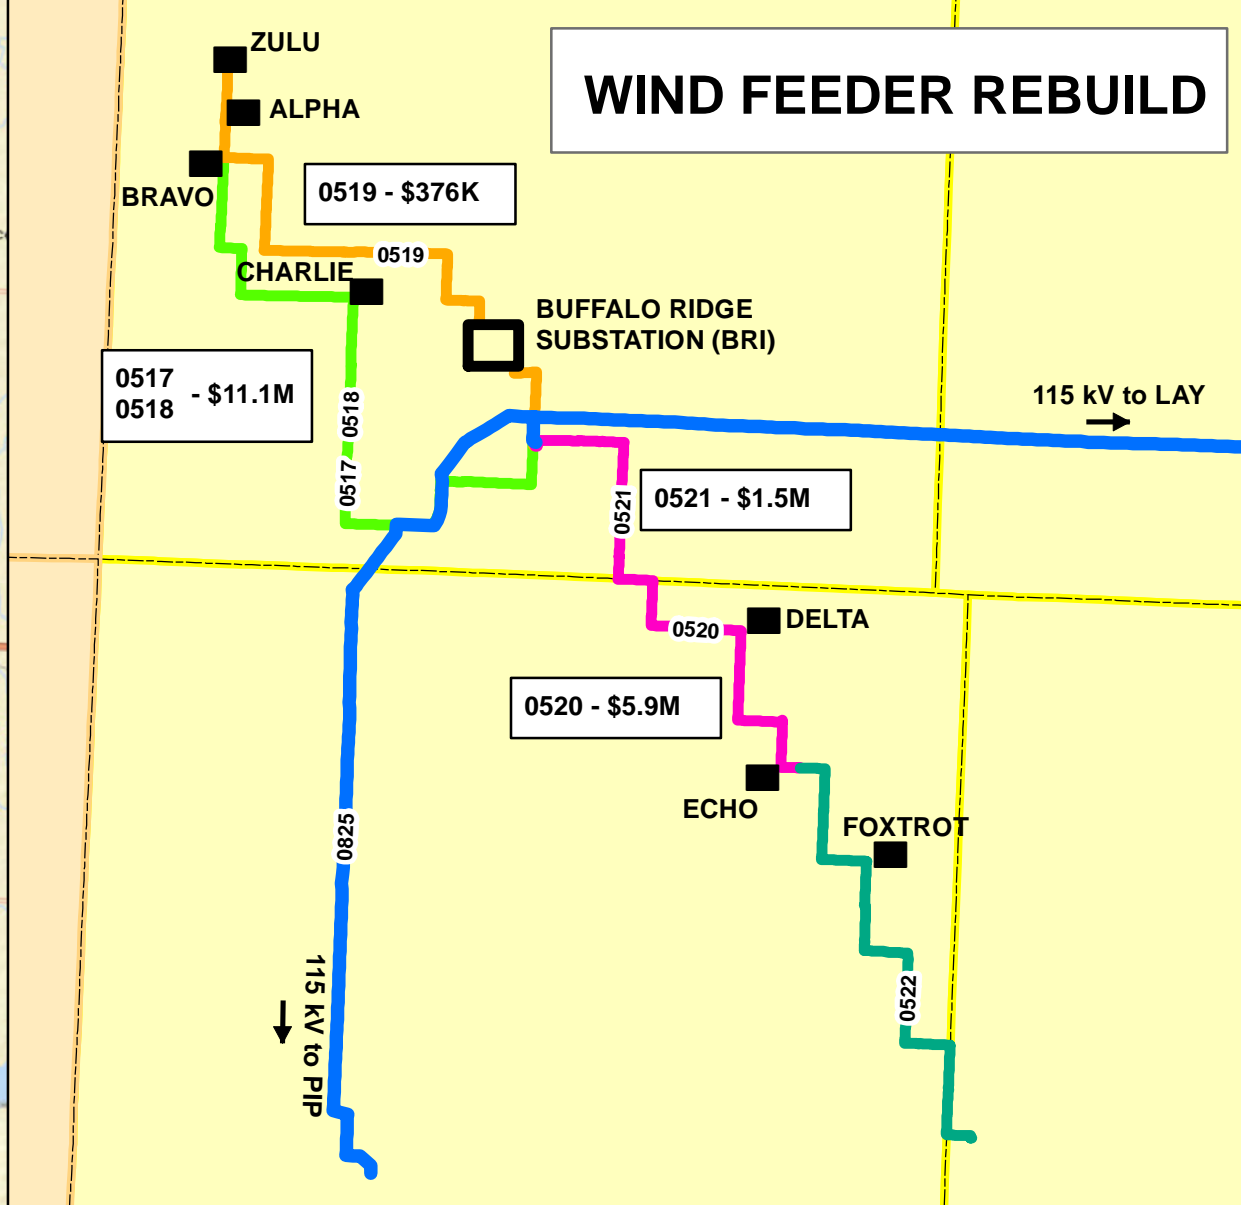 ZULU
WIND FEEDER REBUILD
ALPHA
BRAVO
0519 - $376K
0519
CHARLIE
BUFFALO RIDGE
SUBSTATION (BRI)
0517
0518 - $11.1M
115 kV to LAY
0518
0517
0521
0521 - $1.5M
DELTA
0520
0520 - $5.9M
ECHO
FOXTROT
0825
0522
115 kV to PIP